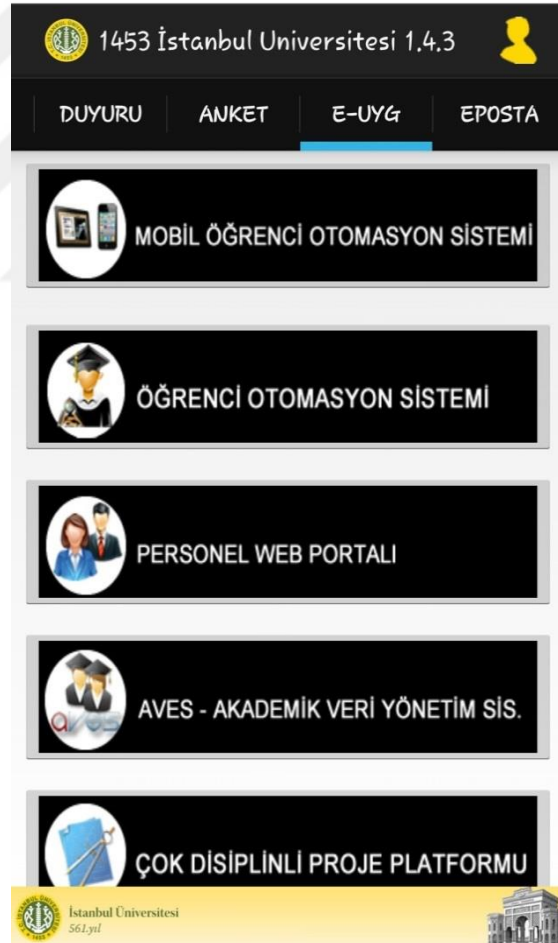 1453 İstanbul Universitesi 1.4.3
DUYURU ANKET E-UYG EPOSTA
MOBİL ÖĞRENCİ OTOMASYON SİSTEMİ
ÖĞRENCİ OTOMASYON SİSTEMİ
PERSONEL WEB PORTALI
aves
AVES - AKADEMİK VERİ YÖNETİM SİS.
ÇOK DİSİPLİNLİ PROJE PLATFORMU
İstanbul Üniversitesi
561.yıl